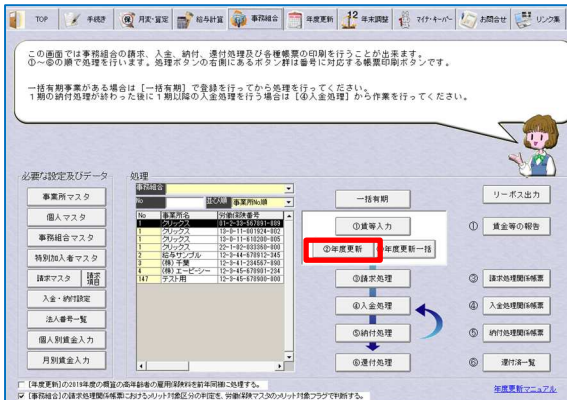 TOP 手続き 月変・算定 給与計算 事務組合 年度更新 12 年末調整 マイナンバー お問合せ リンク集
この画面では事務組合の請求、入金、納付、還付処理及び各種帳票の印刷を行うことが出来ます。
①～⑥の順で処理を行います。処理ボタンの右側にあるボタン群は番号に対応する帳票印刷ボタンです。
一括有期事業がある場合は [一括有期] で登録を行ってから処理を行ってください。
1期の納付処理が終わった後に1期以降の入金処理を行う場合は [④入金処理] から作業を行ってください。
必要な設定及びデータ
事業所マスタ
個人マスタ
事務組合マスタ
特別加入者マスタ
請求マスタ 請求項目
入金・納付設定
法人番号一覧
個人別賃金入力
月別賃金入力
処理
事務組合
No 並び順 事業所No順
No 事業所名 労働保険番号
1 クリックス 01-2-03-567891-009
1 クリックス 13-0-11-601924-002
1 クリックス 13-0-11-610200-005
1 クリックス 22-1-02-033360-000
2 給与サンプル 12-3-44-678912-345
4 (株) 千葉 12-3-41-234567-890
6 (株) エービーシー 12-3-45-678901-234
147 テスト用 12-3-45-678900-000
一括有期
①賃等入力
②年度更新 年度更新一括
③請求処理
④入金処理
⑤納付処理
⑥還付処理
リーボス出力
① 賃金等の報告
③ 請求処理関係帳票
④ 入金処理関係帳票
⑤ 納付処理関係帳票
⑥ 還付済一覧
[年度更新]の2019年度の概算の高年齢者の雇用保険料を前年同様に処理する。
[事務組合]の請求処理関係帳票におけるメリット対象区分の判定を、労働保険マスタのメリット対象フラグで判断する。
年度更新マニュアル